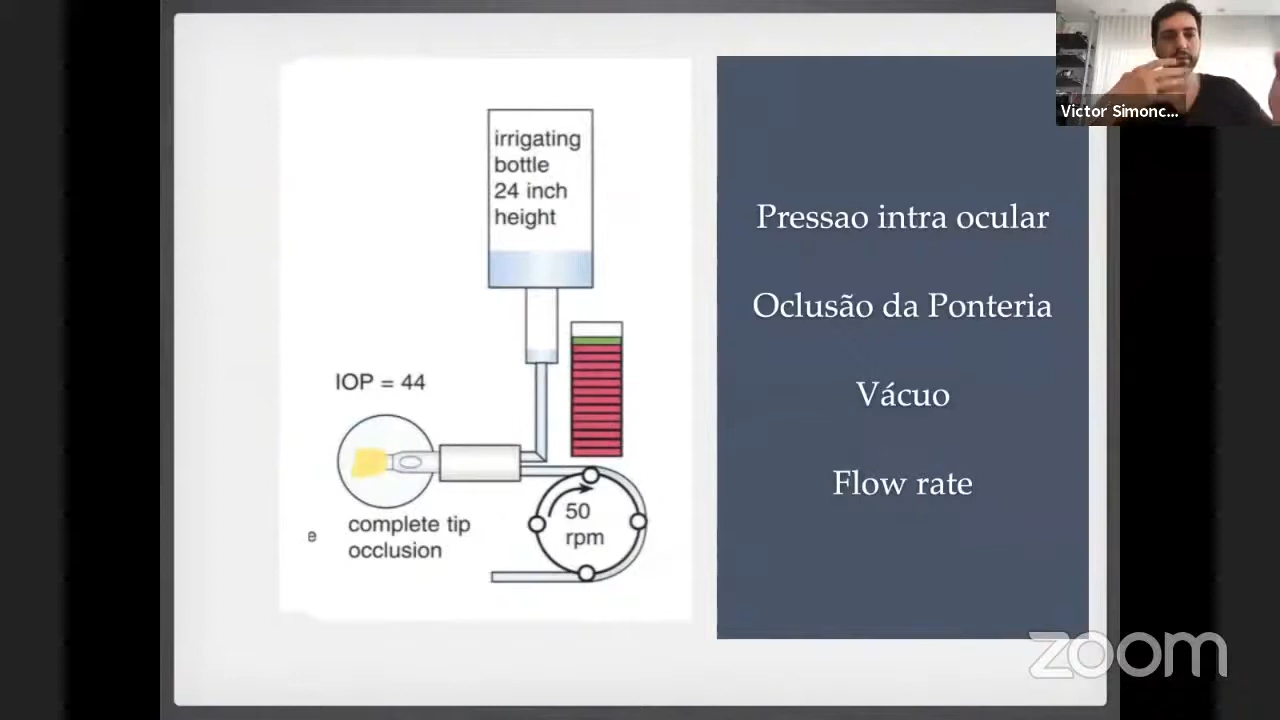 irrigating
bottle
24 inch
height
IOP = 44
complete tip
occlusion
e
50
rpm
Pressao intra ocular
Oclusão da Ponteria
Vácuo
Flow rate
Victor Simonc...
zoom